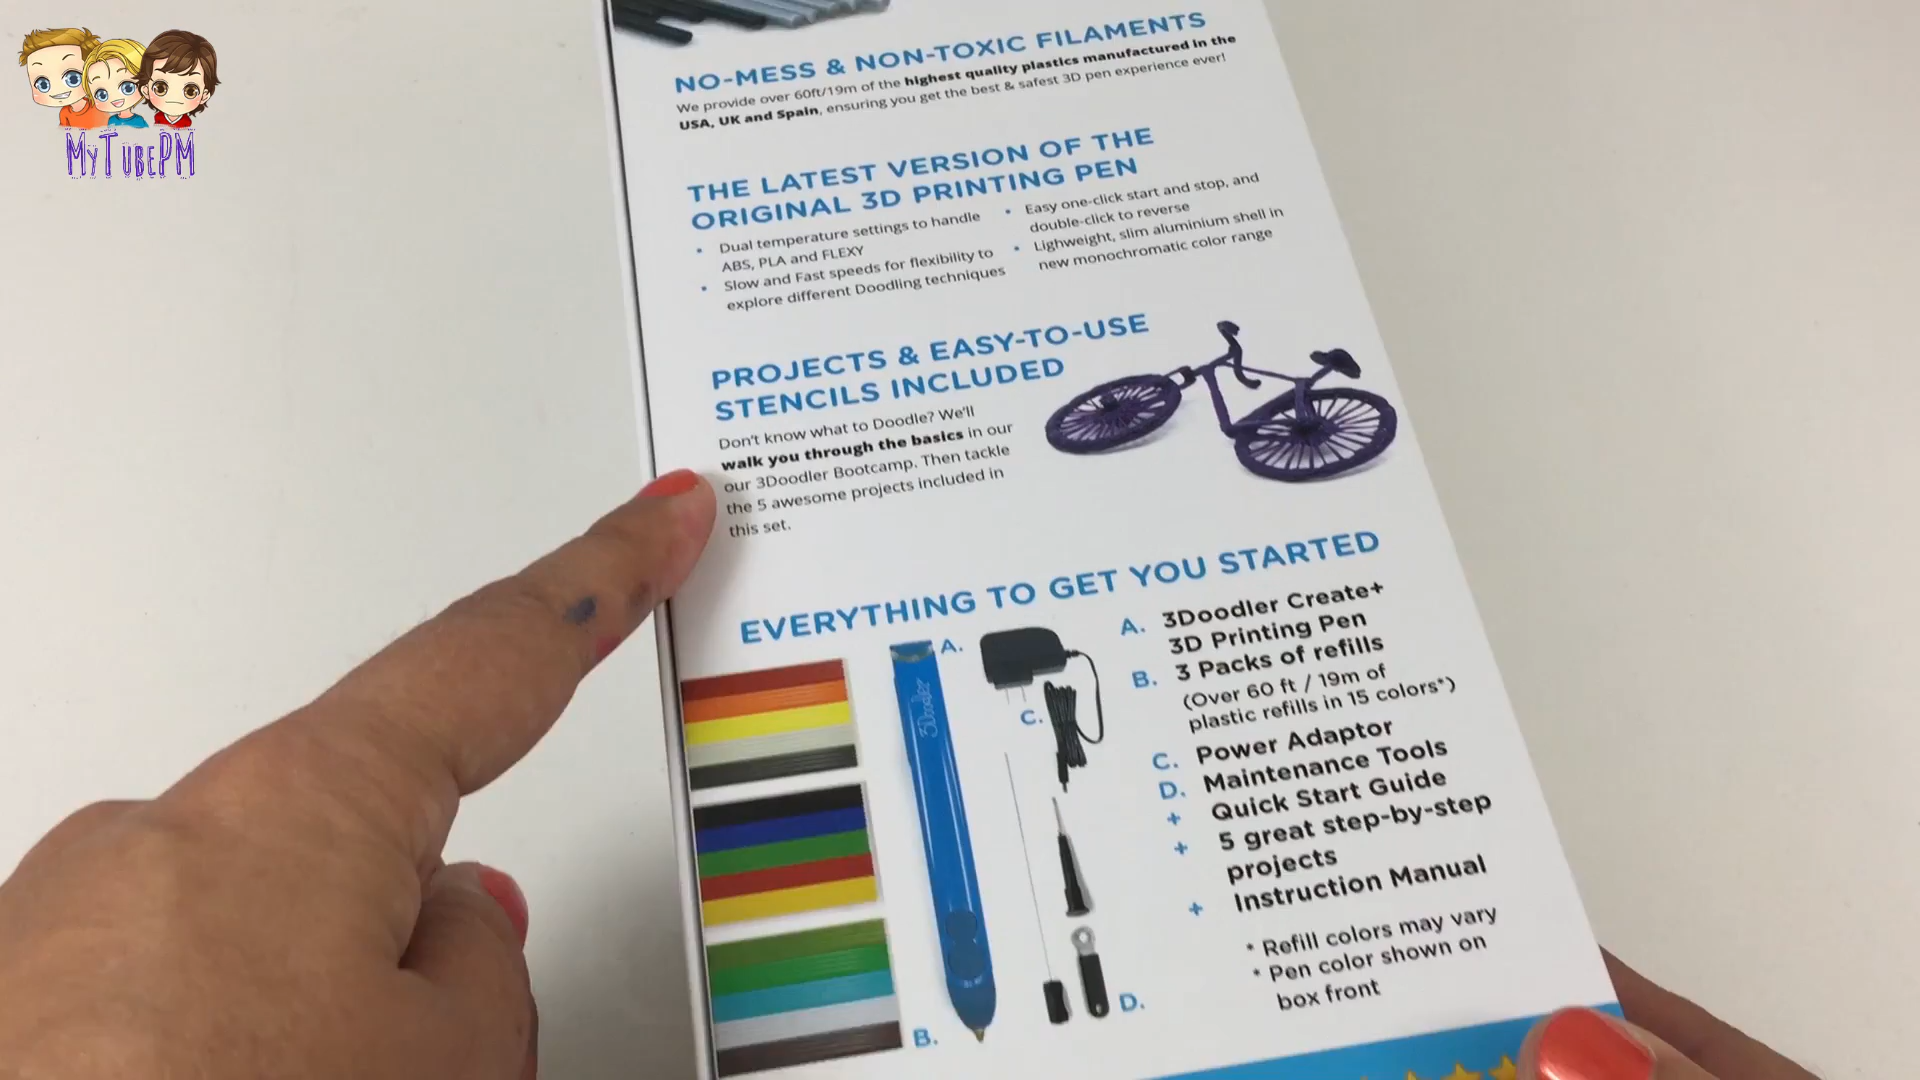 MyTubePM
NO-MESS & NON-TOXIC FILAMENTS
We provide over 60ft/19m of the highest quality plastics manufactured in the
USA, UK and Spain, ensuring you get the best & safest 3D pen experience ever!
THE LATEST VERSION OF THE
ORIGINAL 3D PRINTING PEN
• Dual temperature settings to handle
ABS, PLA and FLEXY
• Slow and Fast speeds for flexibility to
explore different Doodling techniques
• Easy one-click start and stop, and
double-click to reverse
• Lighweight, slim aluminium shell in
new monochromatic color range
PROJECTS & EASY-TO-USE
STENCILS INCLUDED
Don't know what to Doodle? We'll
walk you through the basics in our
our 3Doodler Bootcamp. Then tackle
the 5 awesome projects included in
this set.
EVERYTHING TO GET YOU STARTED
A.
3Doodler
C.
B.
D.
A. 3Doodler Create+
3D Printing Pen
B. 3 Packs of refills
(Over 60 ft / 19m of
plastic refills in 15 colors*)
C. Power Adaptor
D. Maintenance Tools
+ Quick Start Guide
+ 5 great step-by-step
projects
+ Instruction Manual
* Refill colors may vary
* Pen color shown on
box front